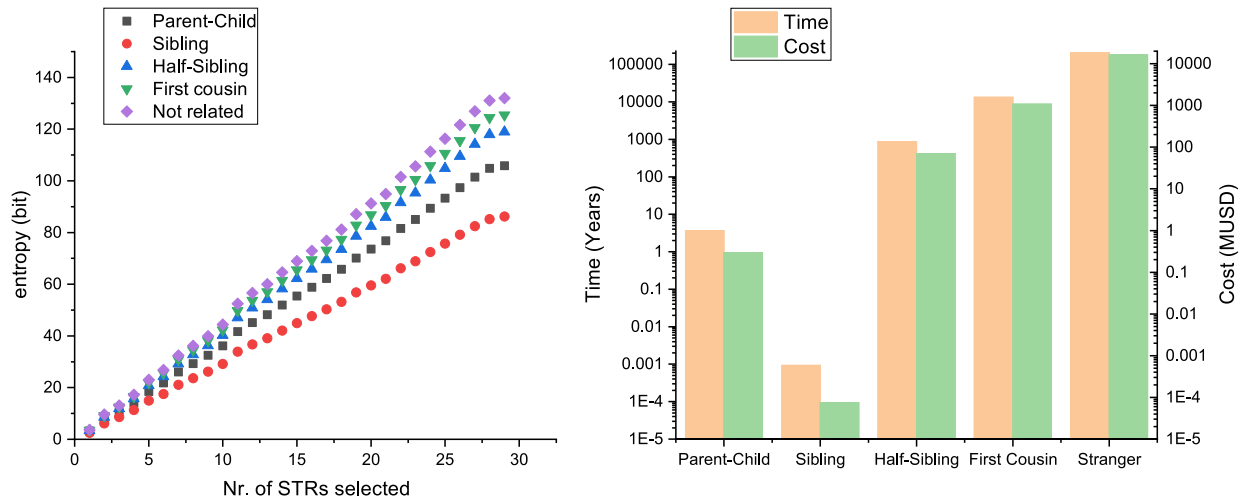 Parent-Child
Sibling
Half-Sibling
First cousin
Not related
entropy (bit)
140
120
100
80
60
40
20
0
0 5 10 15 20 25 30
Nr. of STRs selected
Time
Cost
Time (Years)
100000
10000
1000
100
10
1
0.1
0.01
0.001
1E-4
1E-5
Parent-Child Sibling Half-Sibling First Cousin Stranger
10000
1000
100
10
1
0.1
0.01
0.001
1E-4
1E-5
Cost (MUSD)